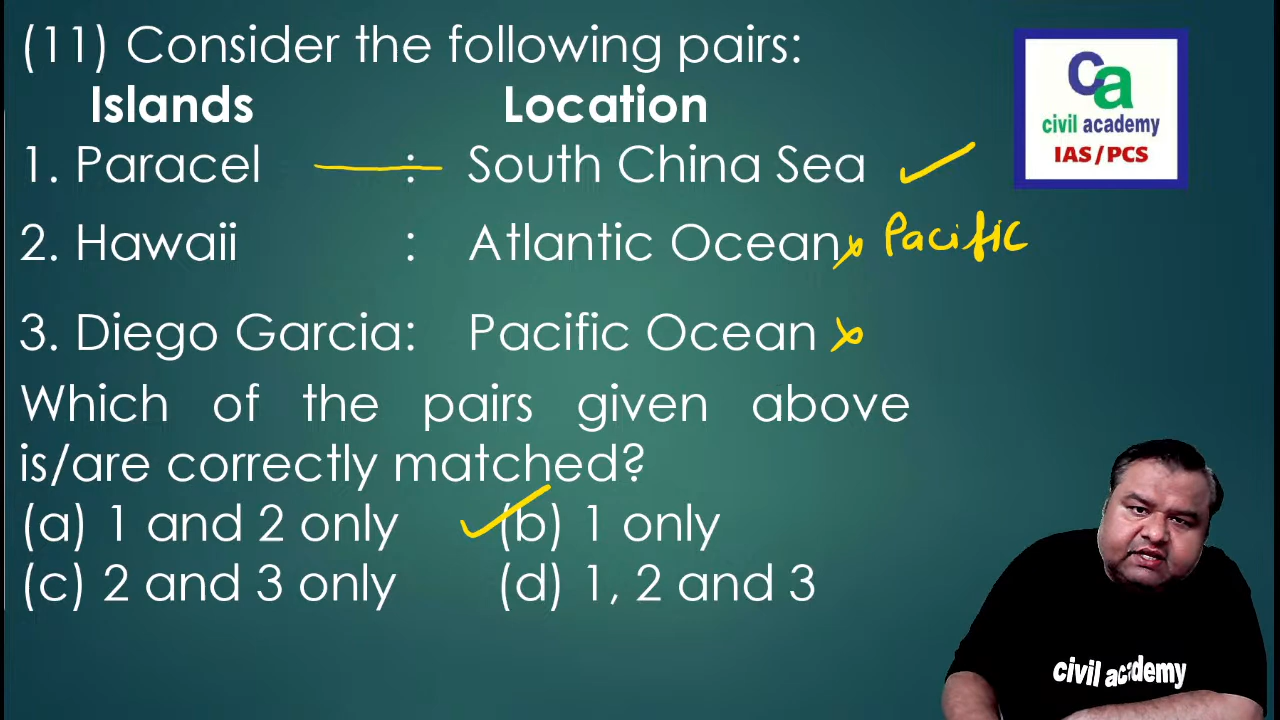 (11) Consider the following pairs:
Islands Location
1. Paracel : South China Sea
2. Hawaii : Atlantic Ocean Pacific
3. Diego Garcia: Pacific Ocean
Which of the pairs given above
is/are correctly matched?
(a) 1 and 2 only (b) 1 only
(c) 2 and 3 only (d) 1, 2 and 3
ca
civil academy
IAS/PCS
civil academy